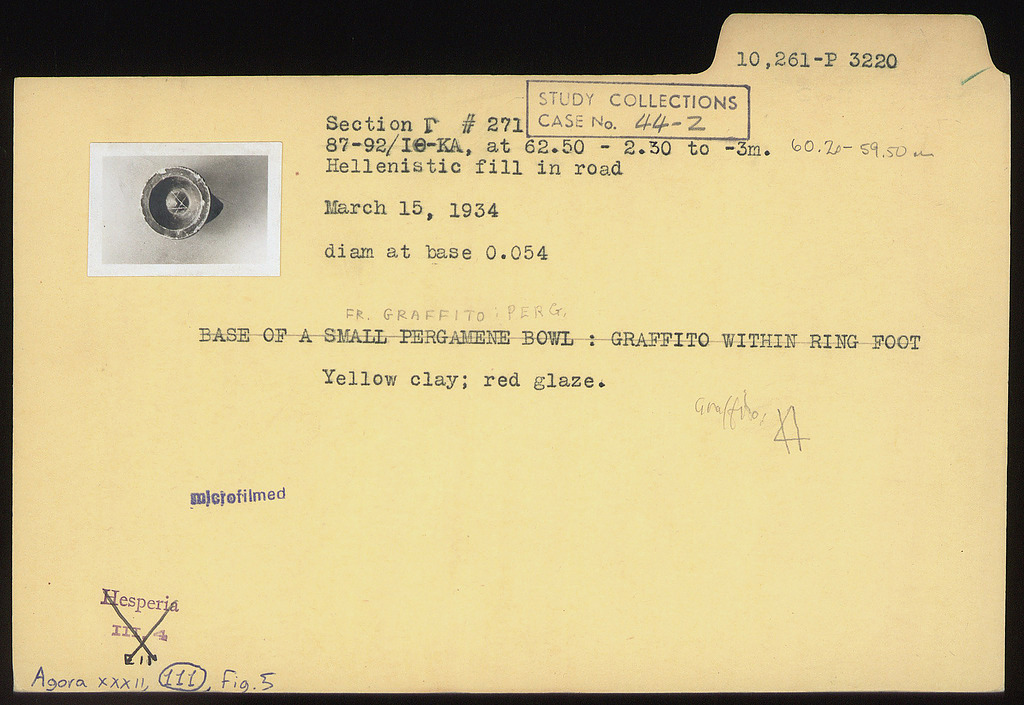 10,261-P 3220
STUDY COLLECTIONS
CASE No. 44-2
Section Γ # 271
87-92/ΙΘ-ΚΑ, at 62.50 - 2.30 to -3m. 60.20-59.50 m
Hellenistic fill in road
March 15, 1934
diam at base 0.054
FR. GRAFFITO: PERG.
BASE OF A SMALL PERGAMENE BOWL : GRAFFITO WITHIN RING FOOT
Yellow clay; red glaze.
Graffito,
microfilmed
Hesperia
III, 4
Agora XXXII, 111, Fig. 5